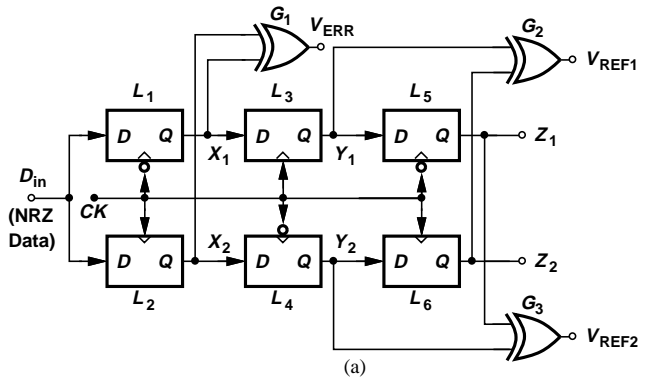 G1
VERR
G2
VREF1
L1
L3
L5
D Q
X1
D Q
Y1
D Q
Z1
Din
(NRZ
Data)
CK
D Q
X2
D Q
Y2
D Q
Z2
L2
L4
L6
G3
VREF2
(a)